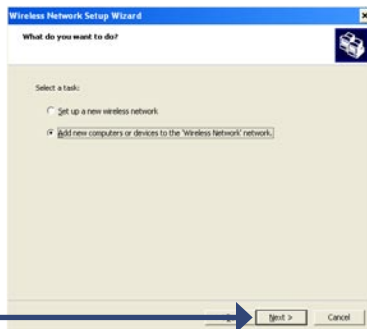 Wireless Network Setup Wizard
What do you want to do?
Select a task:
Set up a new wireless network
Add new computers or devices to the 'Wireless Network' network.
Next >
Cancel